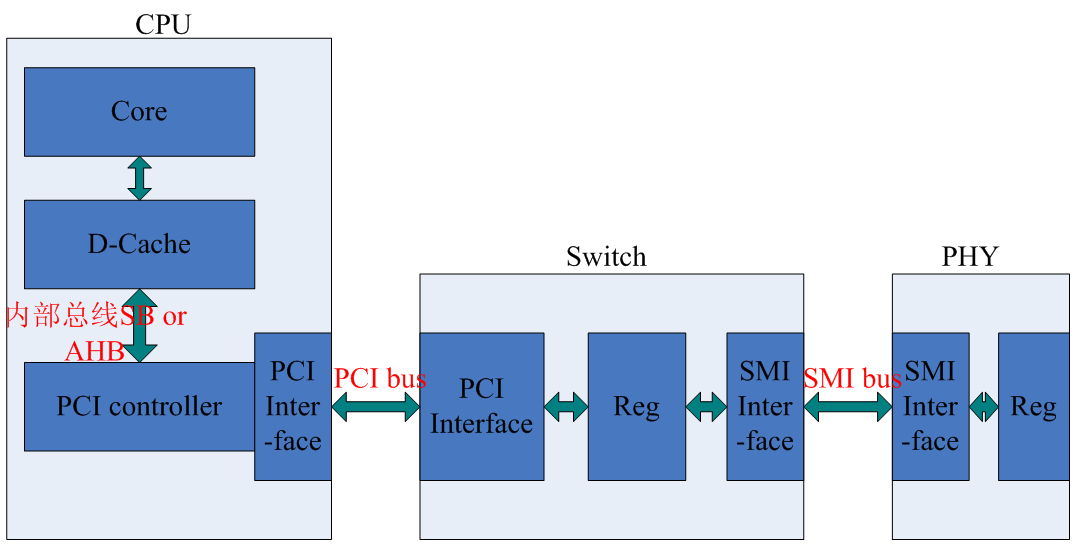 CPU
Core
D-Cache
内部总线SB or
AHB
PCI controller
PCI
Inter
-face
PCI bus
Switch
PCI
Interface
Reg
SMI
Inter
-face
SMI bus
PHY
SMI
Inter
-face
Reg